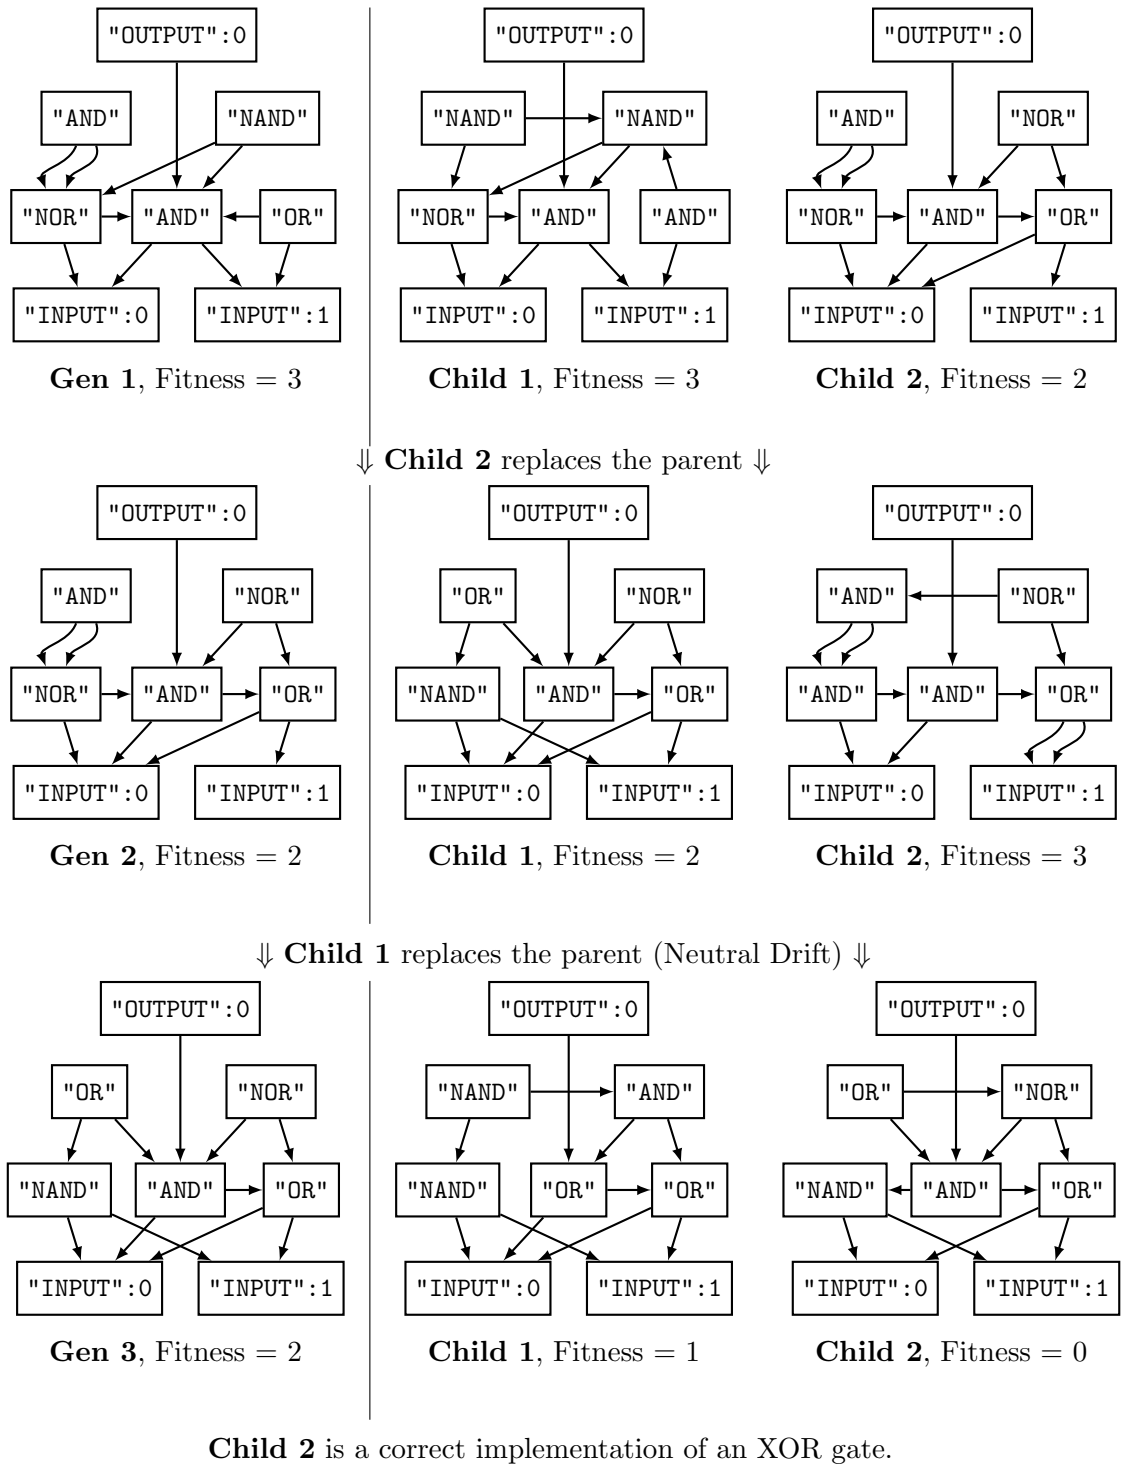 "OUTPUT":0 "OUTPUT":0 "OUTPUT":0
"AND" "NAND" "NAND" "NAND" "AND" "NOR"
"NOR" "AND" "OR" "NOR" "AND" "AND" "NOR" "AND" "OR"
"INPUT":0 "INPUT":1 "INPUT":0 "INPUT":1 "INPUT":0 "INPUT":1
Gen 1, Fitness = 3 Child 1, Fitness = 3 Child 2, Fitness = 2
⇓ Child 2 replaces the parent ⇓
"OUTPUT":0 "OUTPUT":0 "OUTPUT":0
"AND" "NOR" "OR" "NOR" "AND" "NOR"
"NOR" "AND" "OR" "NAND" "AND" "OR" "AND" "AND" "OR"
"INPUT":0 "INPUT":1 "INPUT":0 "INPUT":1 "INPUT":0 "INPUT":1
Gen 2, Fitness = 2 Child 1, Fitness = 2 Child 2, Fitness = 3
⇓ Child 1 replaces the parent (Neutral Drift) ⇓
"OUTPUT":0 "OUTPUT":0 "OUTPUT":0
"OR" "NOR" "NAND" "AND" "OR" "NOR"
"NAND" "AND" "OR" "NAND" "OR" "OR" "NAND" "AND" "OR"
"INPUT":0 "INPUT":1 "INPUT":0 "INPUT":1 "INPUT":0 "INPUT":1
Gen 3, Fitness = 2 Child 1, Fitness = 1 Child 2, Fitness = 0
Child 2 is a correct implementation of an XOR gate.